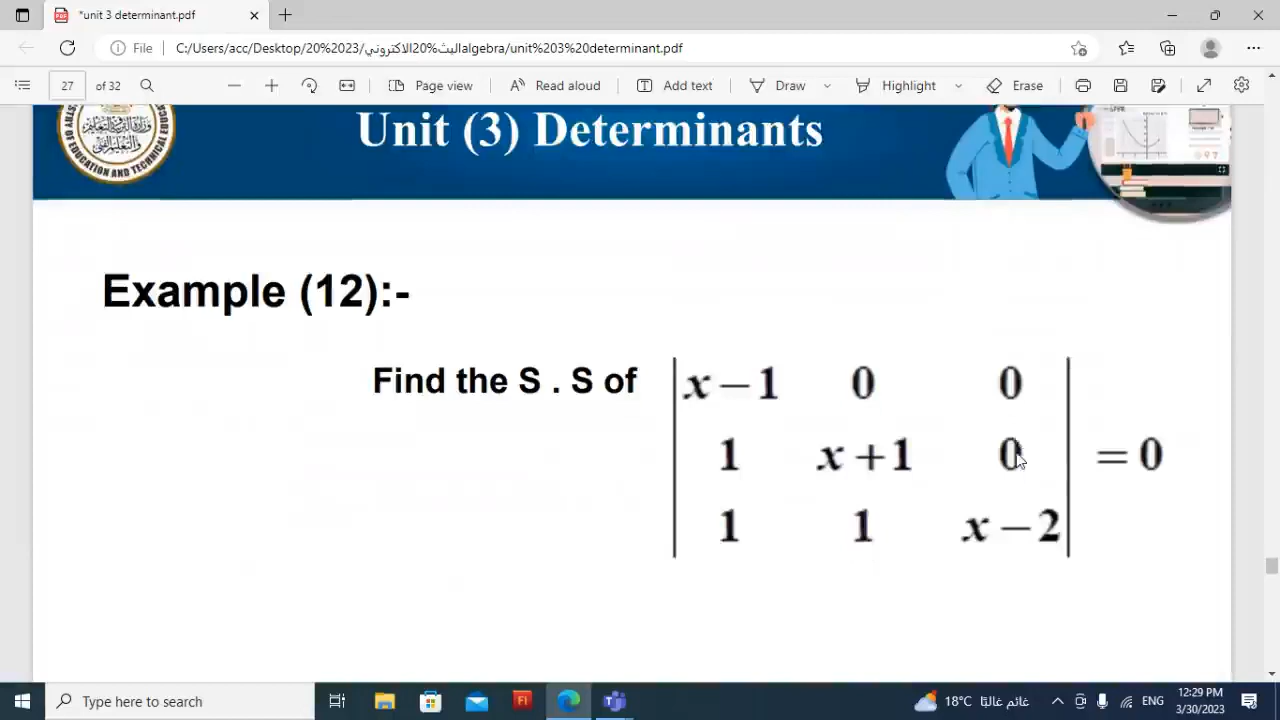 *unit 3 determinant.pdf
File C:/Users/acc/Desktop/20%2023/البث%20الالكتروني/algebra/unit%203%20determinant.pdf
27 of 32 Page view Read aloud Add text Draw Highlight Erase
Unit (3) Determinants
Example (12):-
Find the S . S of
x − 1 0 0
1 x + 1 0 = 0
1 1 x − 2
Type here to search
18°C غائم غالبًا ENG 12:29 PM
3/30/2023